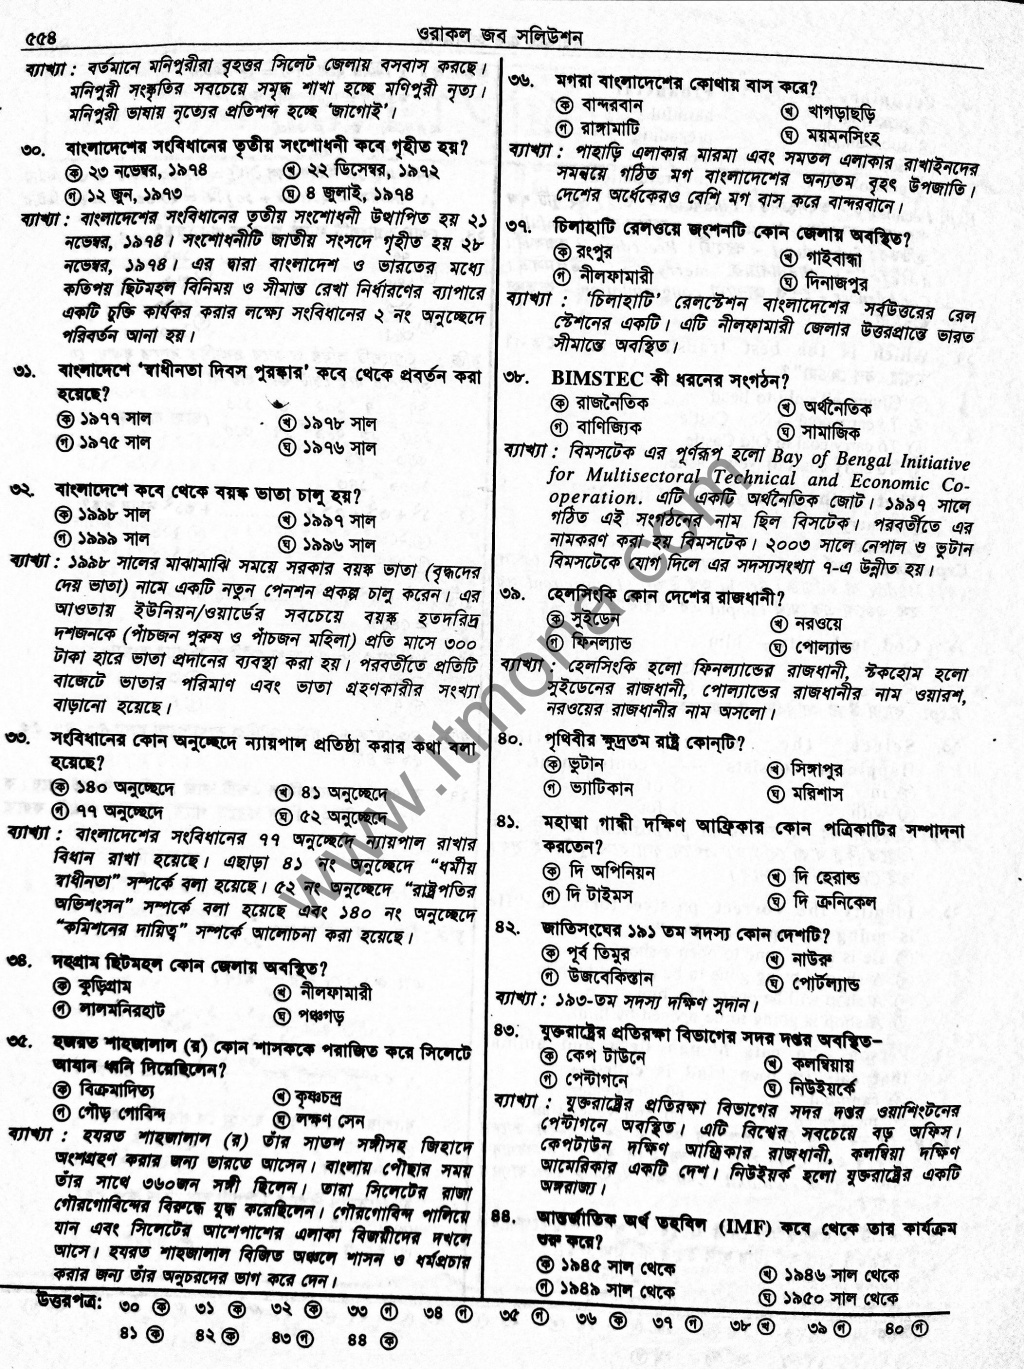 ৫৫৪
ওরাকল জব সলিউশন
ব্যাখ্যা : বর্তমানে মনিপুরীরা বৃহত্তর সিলেট জেলায় বসবাস করছে।
মনিপুরী সংস্কৃতির সবচেয়ে সমৃদ্ধ শাখা হচ্ছে মণিপুরী নৃত্য।
মনিপুরী ভাষায় নৃত্যের প্রতিশব্দ হচ্ছে ‘জাগোই’।
৩০. বাংলাদেশের সংবিধানের তৃতীয় সংশোধনী কবে গৃহীত হয়?
ক ২৩ নভেম্বর, ১৯৭৪ খ ২২ ডিসেম্বর, ১৯৭২
গ ১২ জুন, ১৯৭৩ ঘ ৪ জুলাই, ১৯৭৪
ব্যাখ্যা : বাংলাদেশের সংবিধানের তৃতীয় সংশোধনী উত্থাপিত হয় ২১
নভেম্বর, ১৯৭৪। সংশোধনীটি জাতীয় সংসদে গৃহীত হয় ২৮
নভেম্বর, ১৯৭৪। এর দ্বারা বাংলাদেশ ও ভারতের মধ্যে
কতিপয় ছিটমহল বিনিময় ও সীমান্ত রেখা নির্ধারণের ব্যাপারে
একটি চুক্তি কার্যকর করার লক্ষ্যে সংবিধানের ২ নং অনুচ্ছেদে
পরিবর্তন আনা হয়।
৩১. বাংলাদেশে ‘স্বাধীনতা দিবস পুরস্কার’ কবে থেকে প্রবর্তন করা
হয়েছে?
ক ১৯৭৭ সাল খ ১৯৭৮ সাল
গ ১৯৭৫ সাল ঘ ১৯৭৬ সাল
৩২. বাংলাদেশে কবে থেকে বয়স্ক ভাতা চালু হয়?
ক ১৯৯৮ সাল খ ১৯৯৭ সাল
গ ১৯৯৯ সাল ঘ ১৯৯৬ সাল
ব্যাখ্যা : ১৯৯৮ সালের মাঝামাঝি সময়ে সরকার বয়স্ক ভাতা (বৃদ্ধদের
দেয় ভাতা) নামে একটি নতুন পেনশন প্রকল্প চালু করেন। এর
আওতায় ইউনিয়ন/ওয়ার্ডের সবচেয়ে বয়স্ক হতদরিদ্র
দশজনকে (পাঁচজন পুরুষ ও পাঁচজন মহিলা) প্রতি মাসে ৩০০
টাকা হারে ভাতা প্রদানের ব্যবস্থা করা হয়। পরবর্তীতে প্রতিটি
বাজেটে ভাতার পরিমাণ এবং ভাতা গ্রহণকারীর সংখ্যা
বাড়ানো হয়েছে।
৩৩. সংবিধানের কোন অনুচ্ছেদে ন্যায়পাল প্রতিষ্ঠা করার কথা বলা
হয়েছে?
ক ১৪০ অনুচ্ছেদে খ ৪১ অনুচ্ছেদে
গ ৭৭ অনুচ্ছেদে ঘ ৫২ অনুচ্ছেদে
ব্যাখ্যা : বাংলাদেশের সংবিধানের ৭৭ অনুচ্ছেদে ন্যায়পাল রাখার
বিধান রাখা হয়েছে। এছাড়া ৪১ নং অনুচ্ছেদে “ধর্মীয়
স্বাধীনতা” সম্পর্কে বলা হয়েছে। ৫২ নং অনুচ্ছেদে “রাষ্ট্রপতির
অভিশংসন” সম্পর্কে বলা হয়েছে এবং ১৪০ নং অনুচ্ছেদে
“কমিশনের দায়িত্ব” সম্পর্কে আলোচনা করা হয়েছে।
৩৪. দহগ্রাম ছিটমহল কোন জেলায় অবস্থিত?
ক কুড়িগ্রাম খ নীলফামারী
গ লালমনিরহাট ঘ পঞ্চগড়
৩৫. হজরত শাহজালাল (র) কোন শাসককে পরাজিত করে সিলেটে
আযান ধ্বনি দিয়েছিলেন?
ক বিক্রমাদিত্য খ কৃষ্ণচন্দ্র
গ গৌড় গোবিন্দ ঘ লক্ষণ সেন
ব্যাখ্যা : হযরত শাহজালাল (র) তাঁর সাতশ সঙ্গীসহ জিহাদে
অংশগ্রহণ করার জন্য ভারতে আসেন। বাংলায় পৌছার সময়
তাঁর সাথে ৩৬০জন সঙ্গী ছিলেন। তারা সিলেটের রাজা
গৌরগোবিন্দের বিরুদ্ধে যুদ্ধ করেছিলেন। গৌরগোবিন্দ পালিয়ে
যান এবং সিলেটের আশেপাশের এলাকা বিজয়ীদের দখলে
আসে। হযরত শাহজালাল বিজিত অঞ্চলে শাসন ও ধর্মপ্রচার
করার জন্য তাঁর অনুচরদের ভাগ করে দেন।
৩৬. মগরা বাংলাদেশের কোথায় বাস করে?
ক বান্দরবান খ খাগড়াছড়ি
গ রাঙ্গামাটি ঘ ময়মনসিংহ
ব্যাখ্যা : পাহাড়ি এলাকার মারমা এবং সমতল এলাকার রাখাইনদের
সমন্বয়ে গঠিত মগ বাংলাদেশের অন্যতম বৃহৎ উপজাতি।
দেশের অর্ধেকেরও বেশি মগ বাস করে বান্দরবানে।
৩৭. চিলাহাটি রেলওয়ে জংশনটি কোন জেলায় অবস্থিত?
ক রংপুর খ গাইবান্ধা
গ নীলফামারী ঘ দিনাজপুর
ব্যাখ্যা : ‘চিলাহাটি’ রেলস্টেশন বাংলাদেশের সর্বউত্তরের রেল
স্টেশনের একটি। এটি নীলফামারী জেলার উত্তরপ্রান্তে ভারত
সীমান্তে অবস্থিত।
৩৮. BIMSTEC কী ধরনের সংগঠন?
ক রাজনৈতিক খ অর্থনৈতিক
গ বাণিজ্যিক ঘ সামাজিক
ব্যাখ্যা : বিমসটেক এর পূর্ণরূপ হলো Bay of Bengal Initiative
for Multisectoral Technical and Economic Co-
operation. এটি একটি অর্থনৈতিক জোট। ১৯৯৭ সালে
গঠিত এই সংগঠনের নাম ছিল বিসটেক। পরবর্তীতে এর
নামকরণ করা হয় বিমসটেক। ২০০৩ সালে নেপাল ও ভুটান
বিমসটেকে যোগ দিলে এর সদস্যসংখ্যা ৭-এ উন্নীত হয়।
৩৯. হেলসিংকি কোন দেশের রাজধানী?
ক সুইডেন খ নরওয়ে
গ ফিনল্যান্ড ঘ পোল্যান্ড
ব্যাখ্যা : হেলসিংকি হলো ফিনল্যান্ডের রাজধানী, স্টকহোম হলো
সুইডেনের রাজধানী, পোল্যান্ডের রাজধানীর নাম ওয়ারশ,
নরওয়ের রাজধানীর নাম অসলো।
৪০. পৃথিবীর ক্ষুদ্রতম রাষ্ট্র কোন্‌টি?
ক ভুটান খ সিঙ্গাপুর
গ ভ্যাটিকান ঘ মরিশাস
৪১. মহাত্মা গান্ধী দক্ষিণ আফ্রিকার কোন পত্রিকাটির সম্পাদনা
করতেন?
ক দি অপিনিয়ন খ দি হেরাল্ড
গ দি টাইমস ঘ দি ক্রনিকেল
৪২. জাতিসংঘের ১৯১ তম সদস্য কোন দেশটি?
ক পূর্ব তিমুর খ নাউরু
গ উজবেকিস্তান ঘ পোর্টল্যান্ড
ব্যাখ্যা : ১৯৩-তম সদস্য দক্ষিণ সুদান।
৪৩. যুক্তরাষ্ট্রের প্রতিরক্ষা বিভাগের সদর দপ্তর অবস্থিত–
ক কেপ টাউনে খ কলম্বিয়ায়
গ পেন্টাগনে ঘ নিউইয়র্কে
ব্যাখ্যা : যুক্তরাষ্ট্রের প্রতিরক্ষা বিভাগের সদর দপ্তর ওয়াশিংটনের
পেন্টাগনে অবস্থিত। এটি বিশ্বের সবচেয়ে বড় অফিস।
কেপটাউন দক্ষিণ আফ্রিকার রাজধানী, কলম্বিয়া দক্ষিণ
আমেরিকার একটি দেশ। নিউইয়র্ক হলো যুক্তরাষ্ট্রের একটি
অঙ্গরাজ্য।
৪৪. আন্তর্জাতিক অর্থ তহবিল (IMF) কবে থেকে তার কার্যক্রম
শুরু করে?
ক ১৯৪৫ সাল থেকে খ ১৯৪৬ সাল থেকে
গ ১৯৪৯ সাল থেকে ঘ ১৯৫০ সাল থেকে
উত্তরপত্র: ৩০ ক ৩১ ক ৩২ ক ৩৩ গ ৩৪ গ ৩৫ গ ৩৬ ক ৩৭ গ ৩৮ খ ৩৯ গ ৪০ গ
৪১ ক ৪২ ক ৪৩ গ ৪৪ ক
www.itmona.com